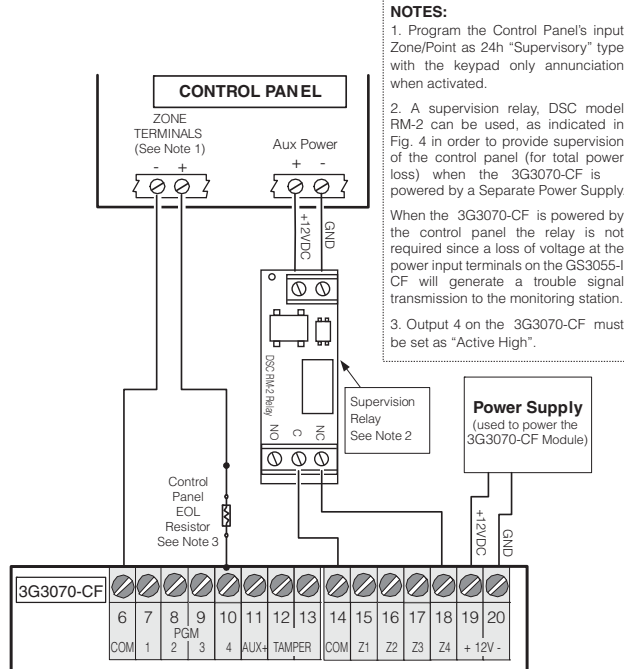 NOTES:
1. Program the Control Panel's input
Zone/Point as 24h "Supervisory" type
with the keypad only annunciation
when activated.
2. A supervision relay, DSC model
RM-2 can be used, as indicated in
Fig. 4 in order to provide supervision
of the control panel (for total power
loss) when the 3G3070-CF is
powered by a Separate Power Supply.
When the 3G3070-CF is powered by
the control panel the relay is not
required since a loss of voltage at the
power input terminals on the GS3055-I
CF will generate a trouble signal
transmission to the monitoring station.
3. Output 4 on the 3G3070-CF must
be set as "Active High".
CONTROL PANEL
ZONE
TERMINALS
(See Note 1)
- +
Aux Power
+ -
+12VDC
GND
DSC RM-2 Relay
NO C NC
Supervision
Relay
See Note 2
Power Supply
(used to power the
3G3070-CF Module)
+12VDC
GND
Control
Panel
EOL
Resistor
See Note 3
3G3070-CF
6 7 8 9 10 11 12 13 14 15 16 17 18 19 20
PGM
COM 1 2 3 4 AUX+ TAMPER COM Z1 Z2 Z3 Z4 + 12V -